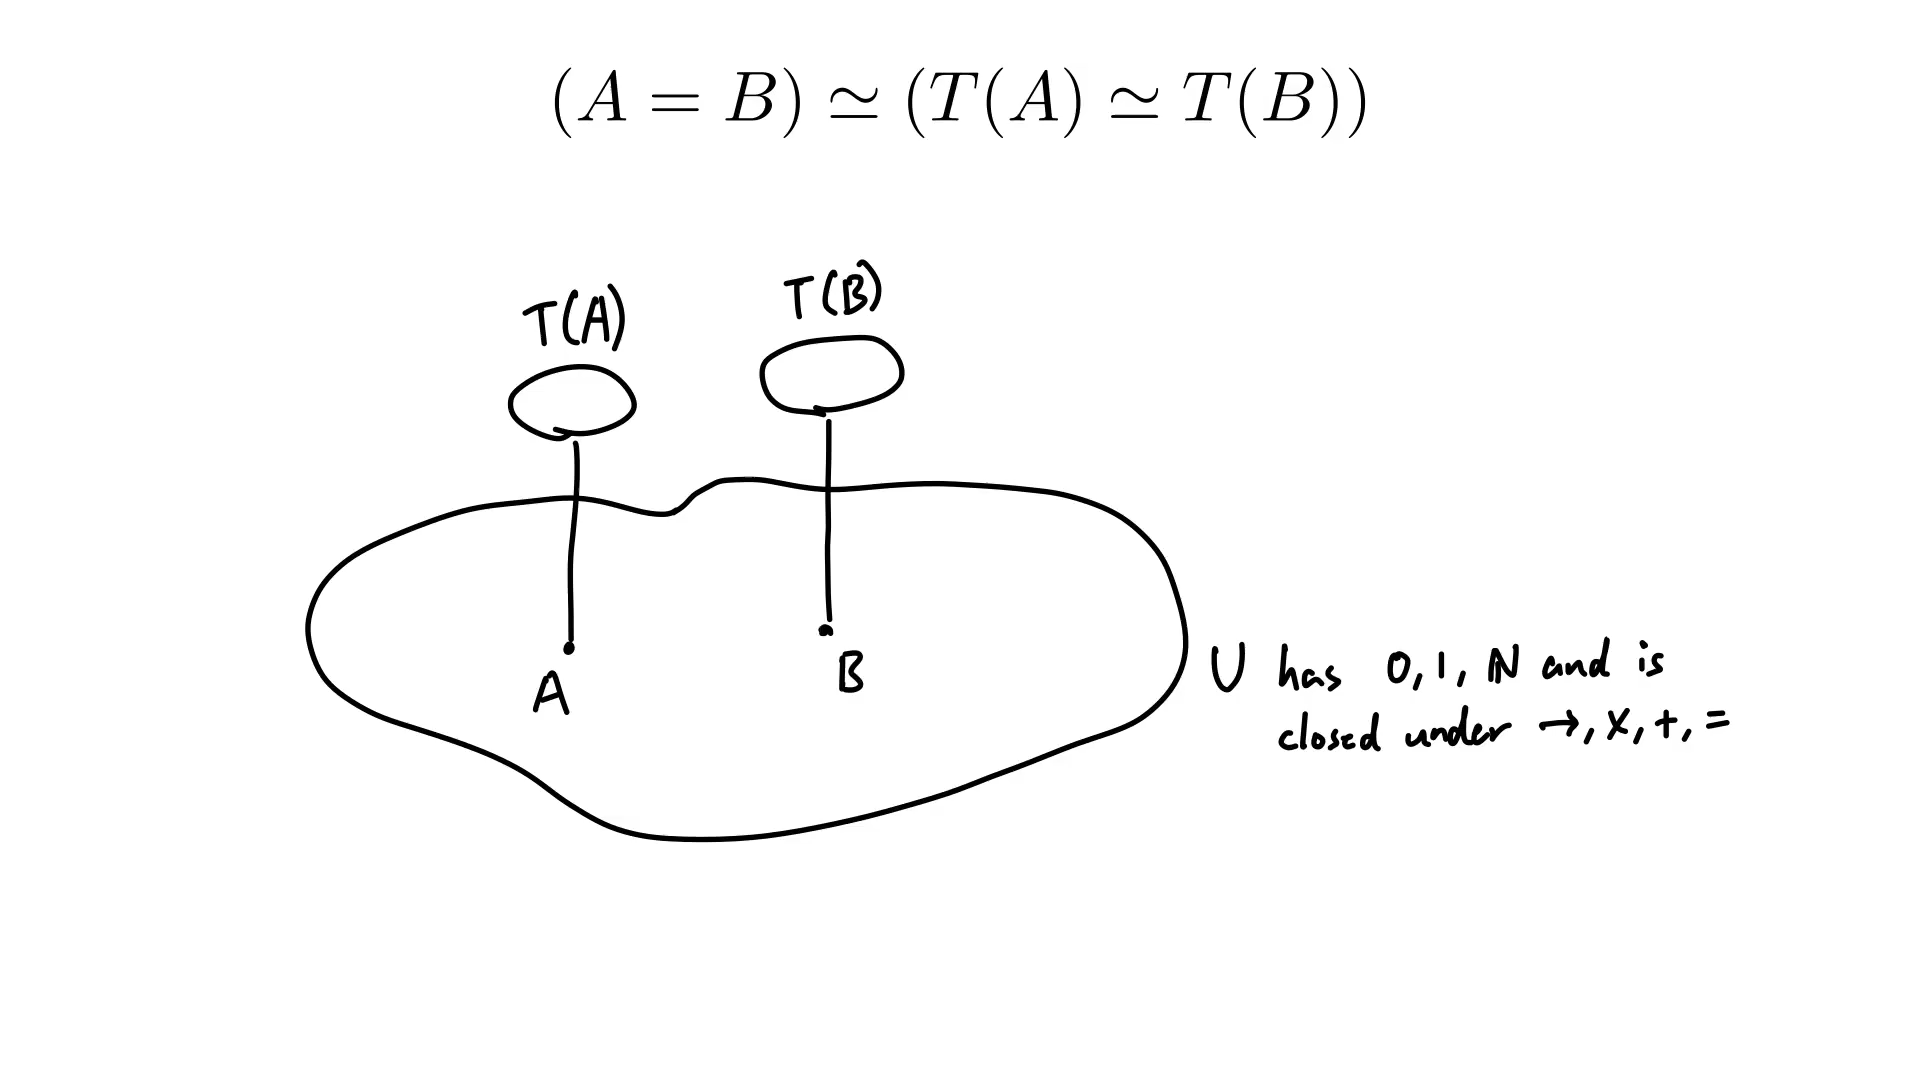 (A = B) ≃ (T(A) ≃ T(B))
T(A)
T(B)
A
B
U has 0, 1, N and is
closed under →, ×, +, =